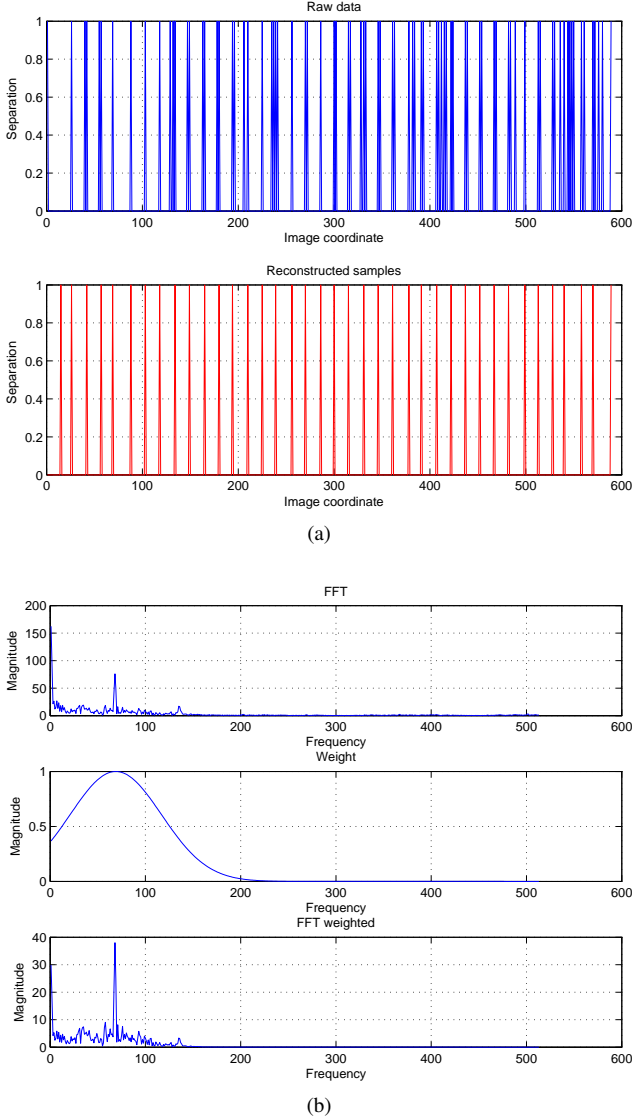 Raw data
1
0.8
0.6
0.4
0.2
0
Separation
0 100 200 300 400 500 600
Image coordinate
Reconstructed samples
1
0.8
0.6
0.4
0.2
0
Separation
0 100 200 300 400 500 600
Image coordinate
(a)
FFT
200
150
100
50
0
Magnitude
0 100 200 300 400 500 600
Frequency
Weight
1
0.5
0
Magnitude
0 100 200 300 400 500 600
Frequency
FFT weighted
40
30
20
10
0
Magnitude
0 100 200 300 400 500 600
Frequency
(b)